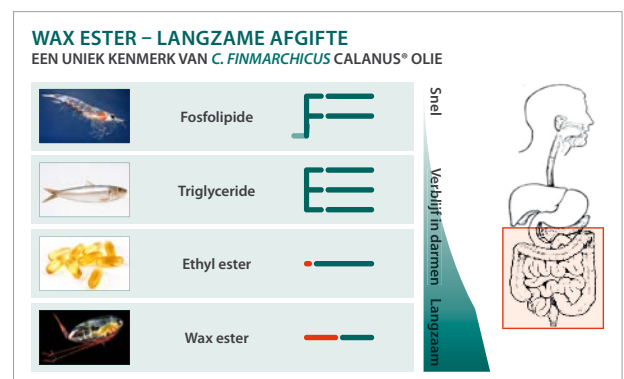 WAX ESTER – LANGZAME AFGIFTE
EEN UNIEK KENMERK VAN C. FINMARCHICUS CALANUS® OLIE
Fosfolipide
Triglyceride
Ethyl ester
Wax ester
Snel
Verblijf in darmen
Langzaam